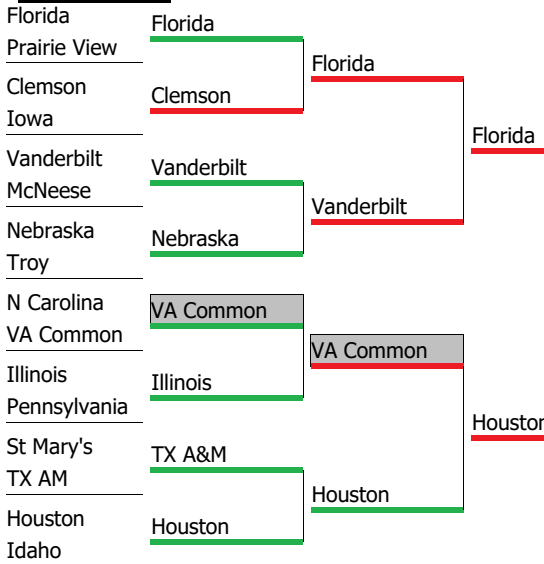 Florida
Prairie View
Clemson
Iowa
Vanderbilt
McNeese
Nebraska
Troy
N Carolina
VA Common
Illinois
Pennsylvania
St Mary's
TX AM
Houston
Idaho
Florida
Clemson
Vanderbilt
Nebraska
VA Common
Illinois
TX A&M
Houston
Florida
Vanderbilt
VA Common
Houston
Florida
Houston